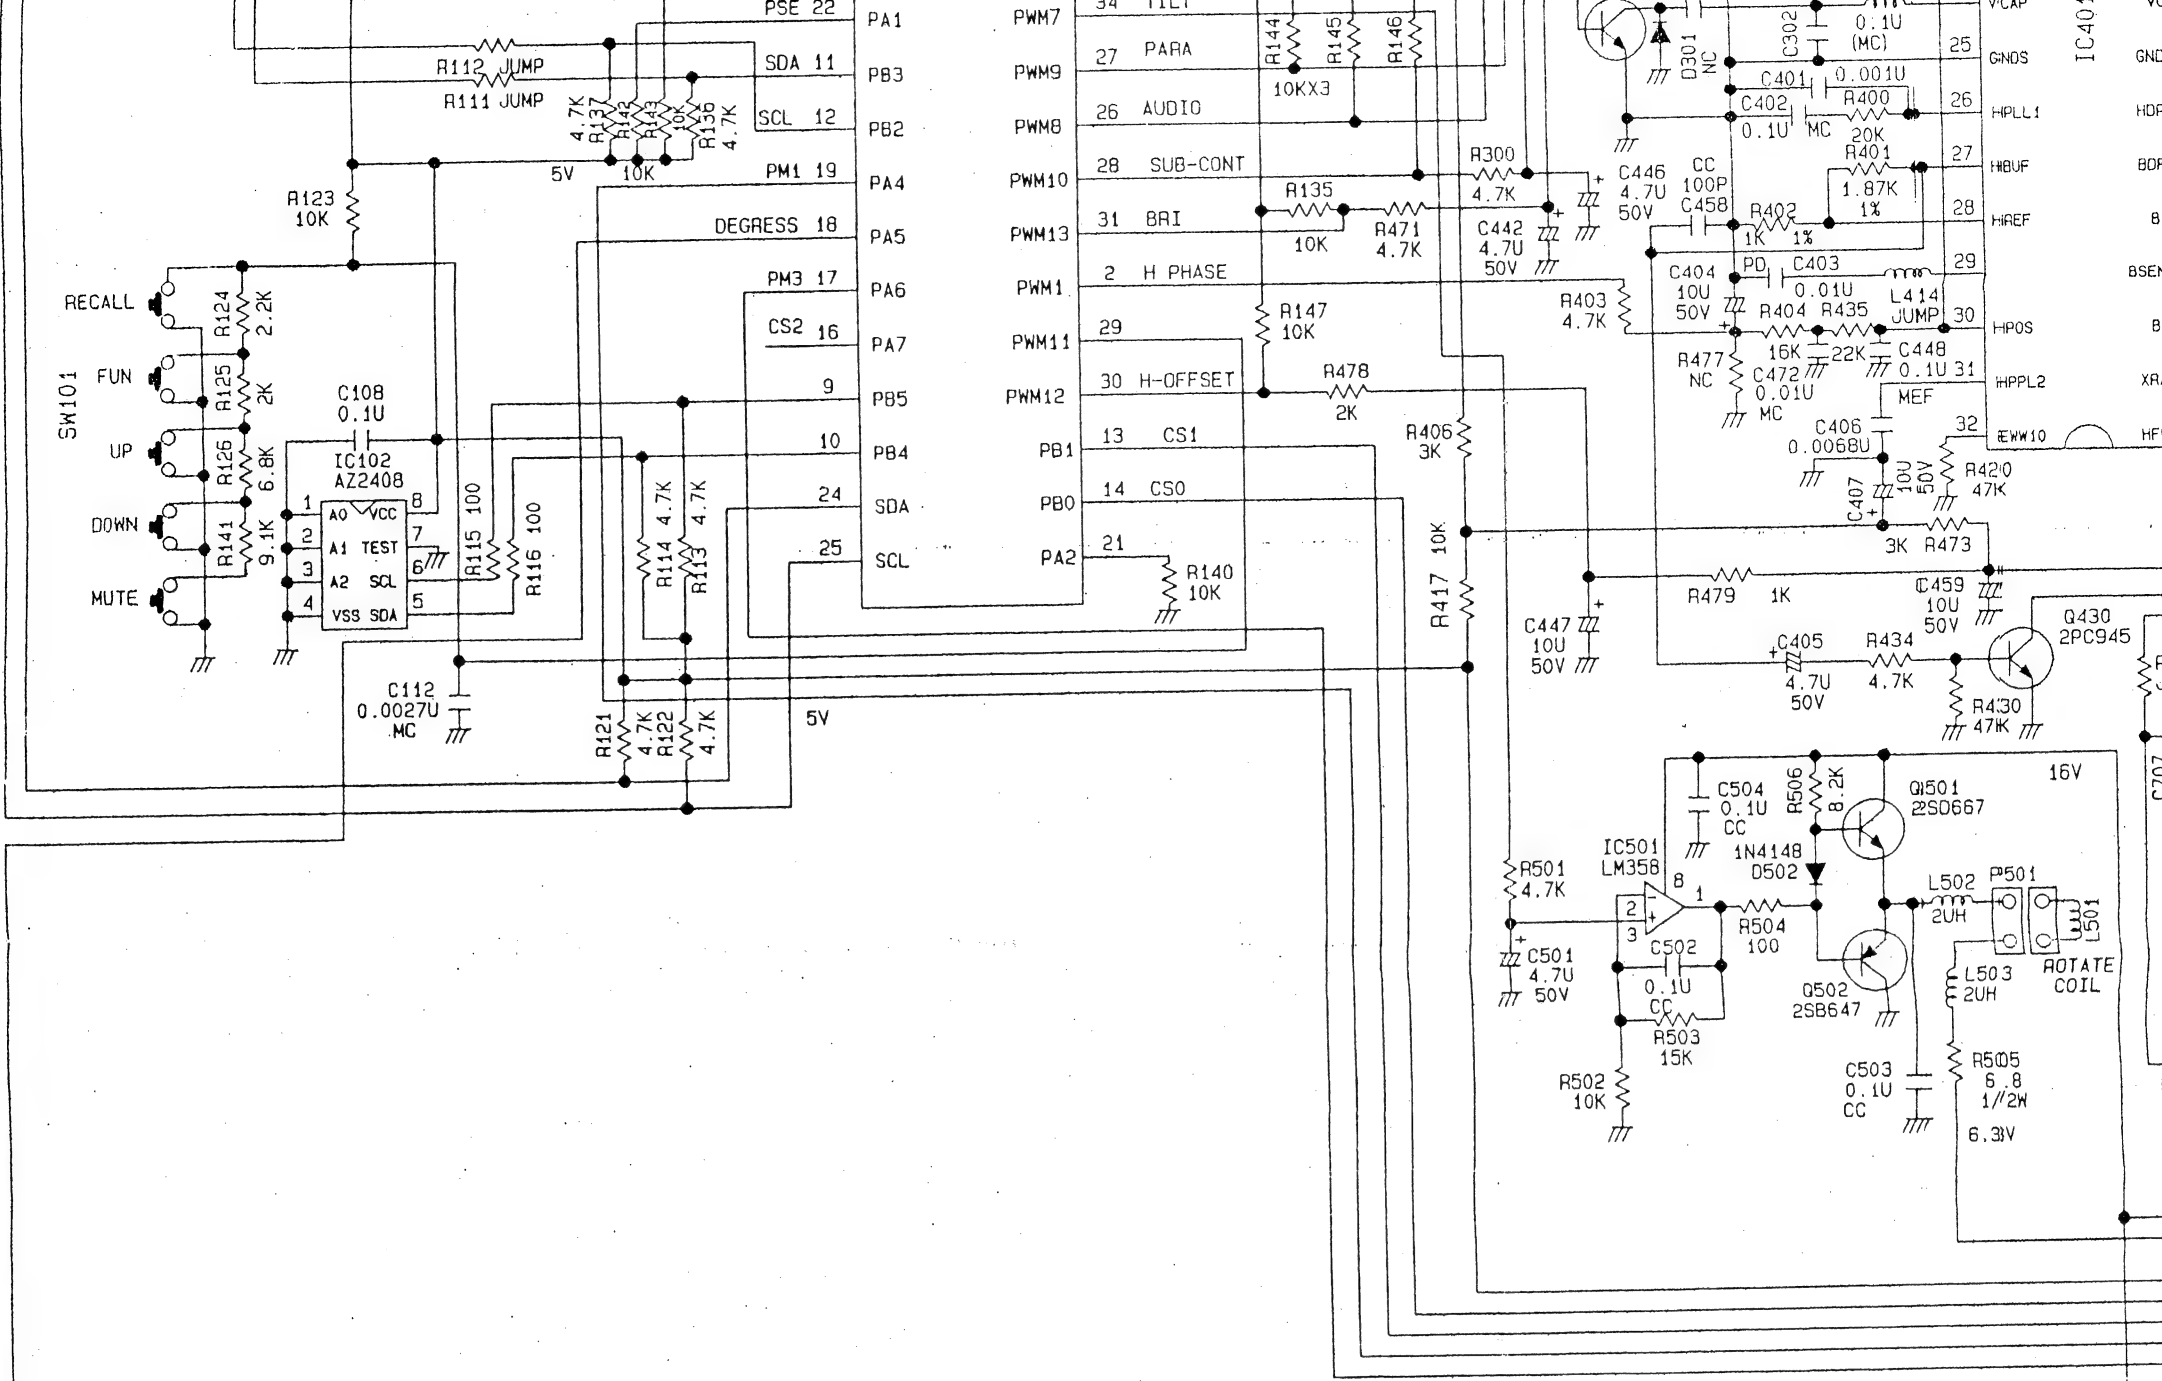 PSE 22
PA1
R112 JUMP
SDA 11
PB3
R111 JUMP
4.7K
R137
R142
R143
10K
R136
4.7K
SCL 12
PB2
5V
10K
PM1 19
PA4
R123
10K
DEGRESS 18
PA5
PM3 17
PA6
CS2 16
PA7
9
PB5
10
PB4
24
SDA
25
SCL
SW101
RECALL
FUN
UP
DOWN
MUTE
R124
2.2K
R125
2K
R126
6.8K
R141
9.1K
C108
0.1U
IC102
AZ2408
1 A0 VCC 8
2 A1 TEST 7
3 A2 SCL 6
4 VSS SDA 5
R115 100
R116 100
R114 4.7K
R113 4.7K
C112
0.0027U
MC
R121
4.7K
R122
4.7K
5V
PWM7
34
PWM9
27 PARA
PWM8
26 AUDIO
PWM10
28 SUB-CONT
PWM13
31 BRI
PWM1
2 H PHASE
PWM11
29
PWM12
30 H-OFFSET
PB1
13 CS1
PB0
14 CS0
PA2
21
R140
10K
R144
R145
R146
10KX3
R135
10K
R471
4.7K
R300
4.7K
R147
10K
R478
2K
C446
4.7U
50V
C442
4.7U
50V
R403
4.7K
R406
3K
R417 10K
C447
10U
50V
R479 1K
D301
NC
C302
0.1U
(MC)
VCAP
IC401
25
GNDS
C401 0.001U
C402
0.1U MC
R400
20K
26
HPLL1
R401
1.87K
1%
27
HBUF
CC
100P
C458
R402
1K 1%
28
HREF
C404
10U
50V
PD C403
0.01U
L414
JUMP
29
R404 R435
16K 22K
30
HPOS
R477
NC
C472
0.01U
MC
C448
0.1U
31
HPPL2
MEF
C406
0.0068U
32
EWW10
C407
10U
50V
R420
47K
3K R473
C459
10U
50V
Q430
2PC945
C405
4.7U
50V
R434
4.7K
R430
47K
C707
16V
R501
4.7K
C501
4.7U
50V
IC501
LM358
8
1
2
3
C504
0.1U
CC
R506
8.2K
1N4148
D502
Q501
2SD667
R504
100
C502
0.1U
CC
R503
15K
R502
10K
Q502
2SB647
L502
2UH
P501
L501
ROTATE
COIL
L503
2UH
C503
0.1U
CC
R505
6.8
1/2W
6.3V